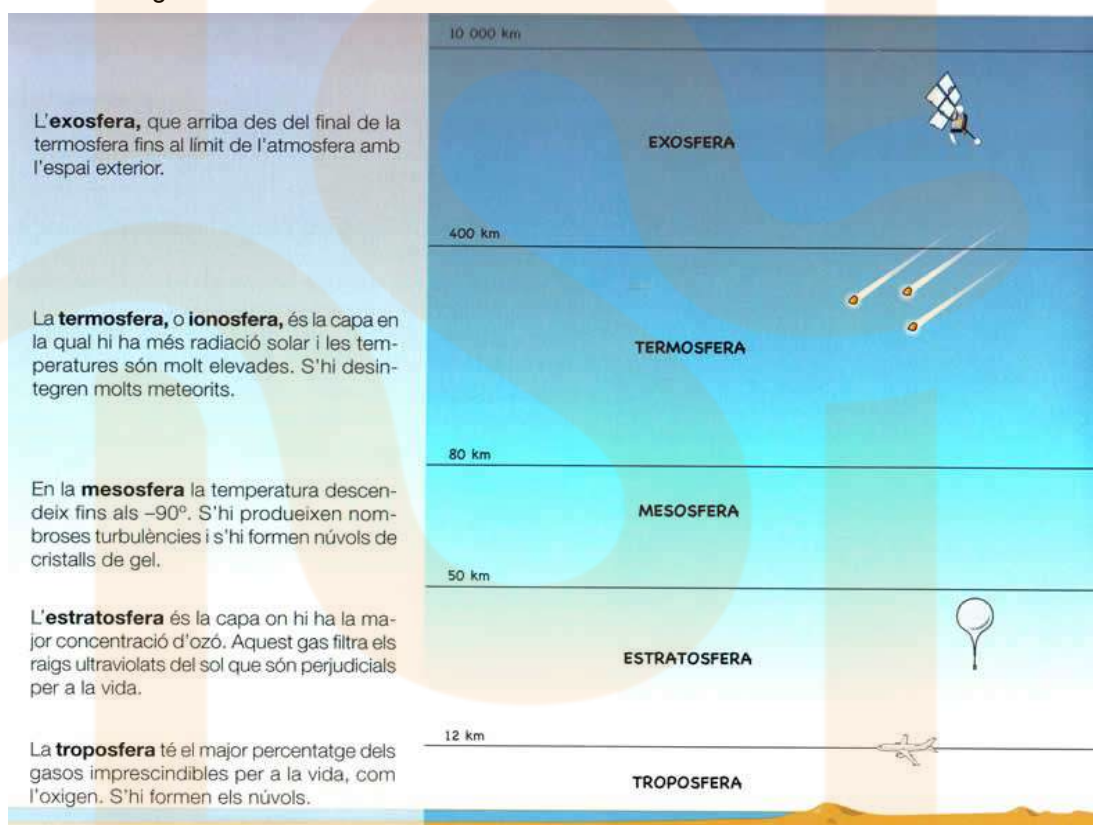 10 000 km
L'exosfera, que arriba des del final de la
termosfera fins al límit de l'atmosfera amb
l'espai exterior.
EXOSFERA
400 km
La termosfera, o ionosfera, és la capa en
la qual hi ha més radiació solar i les tem-
peratures són molt elevades. S'hi desin-
tegren molts meteorits.
TERMOSFERA
80 km
En la mesosfera la temperatura descen-
deix fins als –90º. S'hi produeixen nom-
broses turbulències i s'hi formen núvols de
cristalls de gel.
MESOSFERA
50 km
L'estratosfera és la capa on hi ha la ma-
jor concentració d'ozó. Aquest gas filtra els
raigs ultraviolats del sol que són perjudicials
per a la vida.
ESTRATOSFERA
12 km
La troposfera té el major percentatge dels
gasos imprescindibles per a la vida, com
l'oxigen. S'hi formen els núvols.
TROPOSFERA